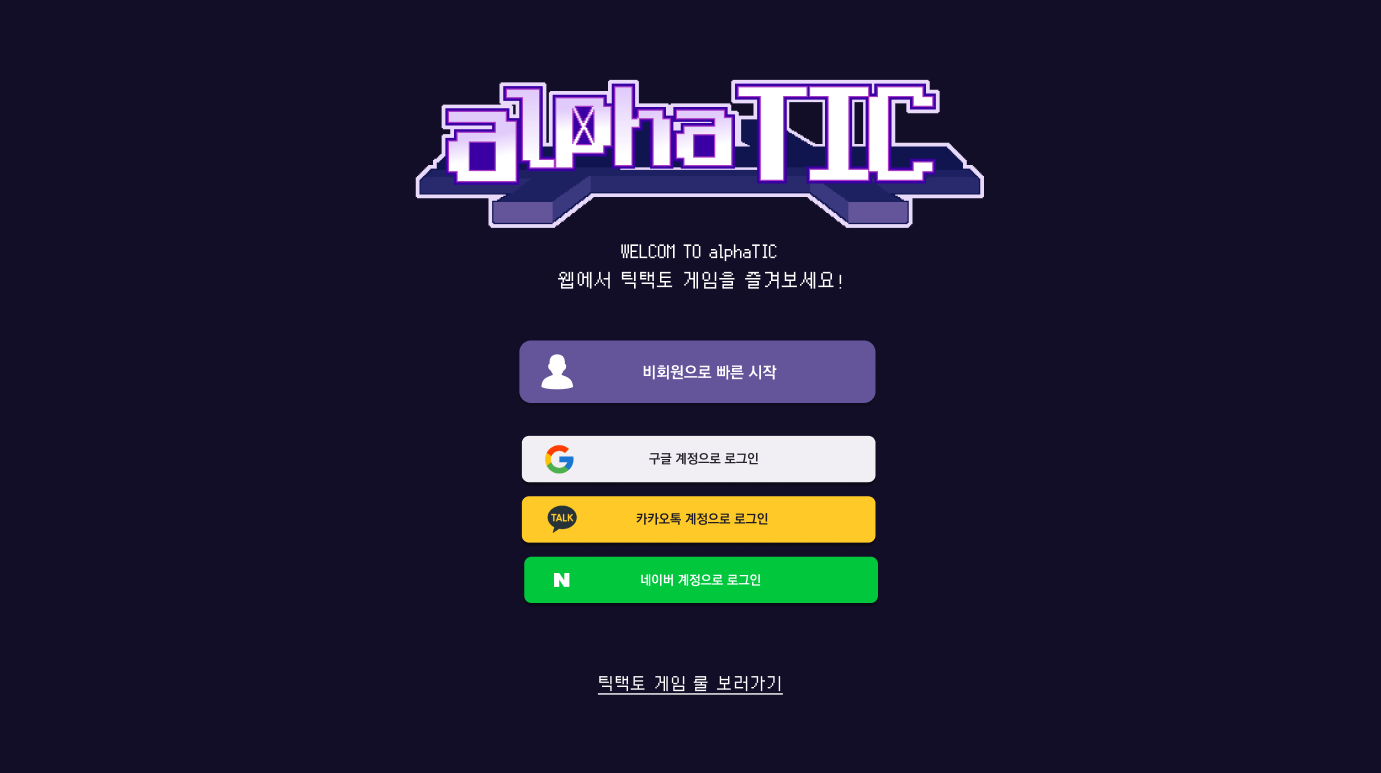 alphaTIC
WELCOM TO alphaTIC
웹에서 틱택토 게임을 즐겨보세요!
비회원으로 빠른 시작
구글 계정으로 로그인
TALK
카카오톡 계정으로 로그인
N
네이버 계정으로 로그인
틱택토 게임 룰 보러가기